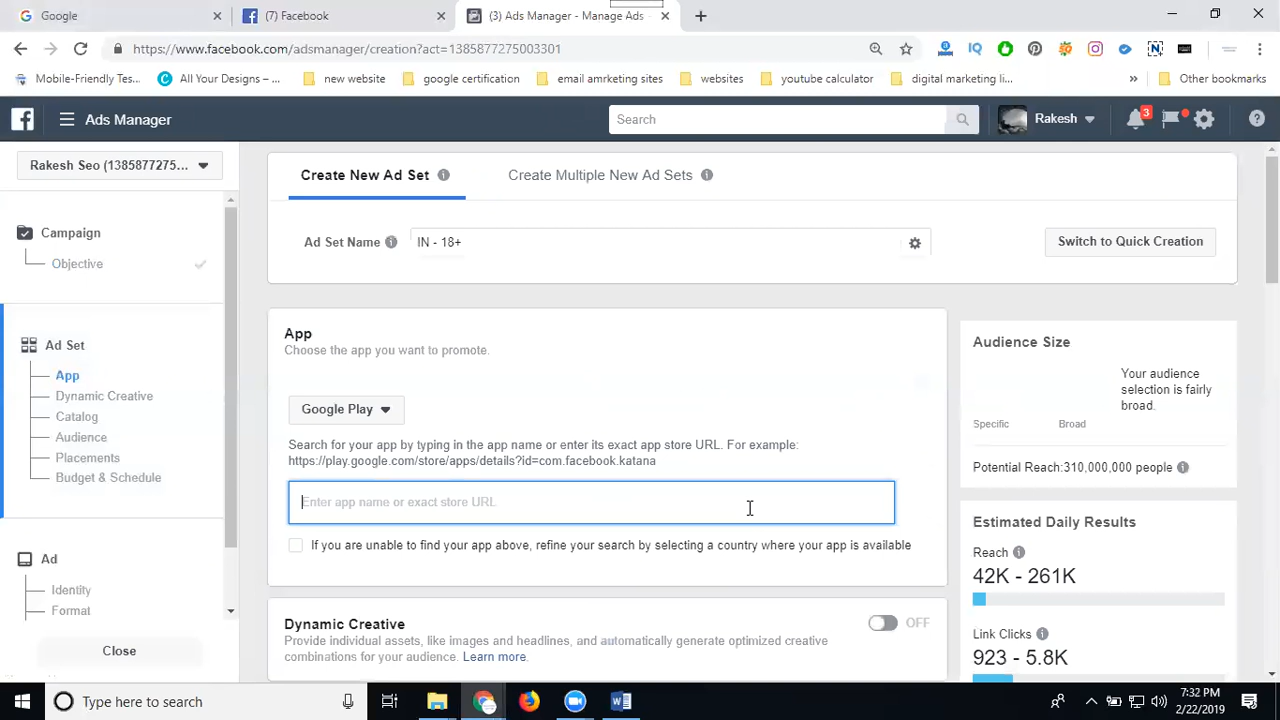 Google
(7) Facebook
(3) Ads Manager - Manage Ads
https://www.facebook.com/adsmanager/creation?act=1385877275003301
Mobile-Friendly Tes...
All Your Designs – ...
new website
google certification
email amrketing sites
websites
youtube calculator
digital marketing li...
Other bookmarks
Ads Manager
Search
Rakesh
3
Rakesh Seo (1385877275...
Create New Ad Set
Create Multiple New Ad Sets
Campaign
Objective
Ad Set Name
IN - 18+
Switch to Quick Creation
Ad Set
App
Dynamic Creative
Catalog
Audience
Placements
Budget & Schedule
Ad
Identity
Format
Close
App
Choose the app you want to promote.
Google Play
Search for your app by typing in the app name or enter its exact app store URL. For example:
https://play.google.com/store/apps/details?id=com.facebook.katana
Enter app name or exact store URL
If you are unable to find your app above, refine your search by selecting a country where your app is available
Dynamic Creative
OFF
Provide individual assets, like images and headlines, and automatically generate optimized creative
combinations for your audience. Learn more.
Audience Size
Your audience
selection is fairly
broad.
Specific
Broad
Potential Reach:310,000,000 people
Estimated Daily Results
Reach
42K - 261K
Link Clicks
923 - 5.8K
Type here to search
7:32 PM
2/22/2019